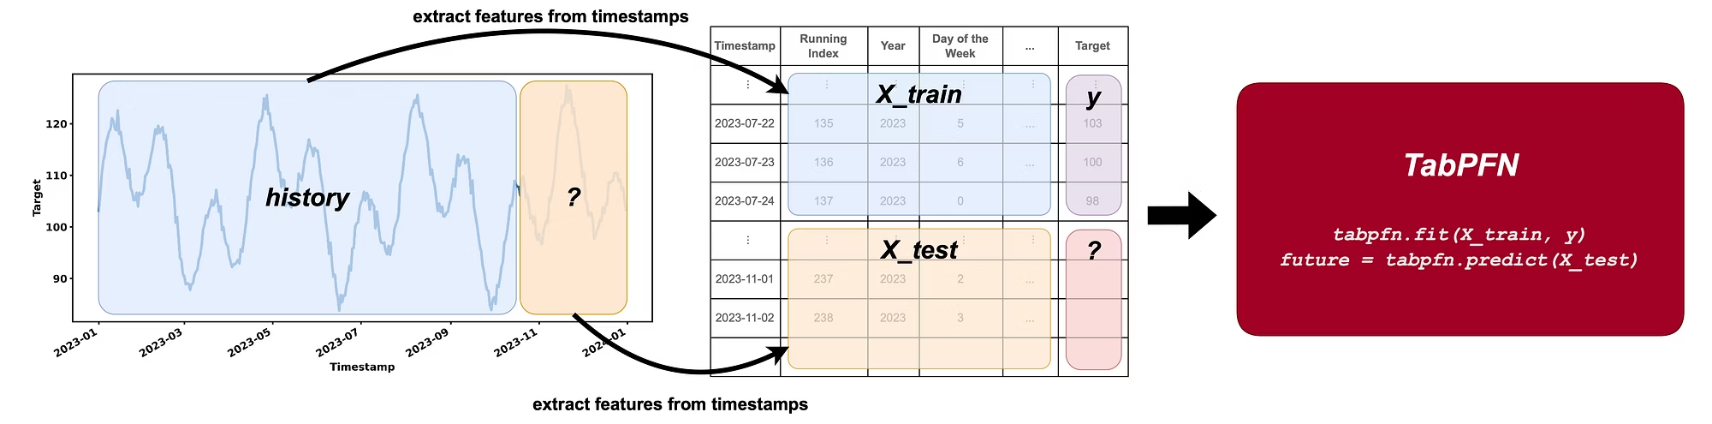 extract features from timestamps
120
110
100
90
Target
history
?
2023-01
2023-03
2023-05
2023-07
2023-09
2023-11
2024-01
Timestamp
extract features from timestamps
Timestamp Running Index Year Day of the Week ... Target
⋮ ⋮ ⋮ ⋮
X_train y
2023-07-22 135 2023 5 ... 103
2023-07-23 136 2023 6 ... 100
2023-07-24 137 2023 0 ... 98
⋮ ⋮ ⋮ ⋮
X_test ?
2023-11-01 237 2023 2 ...
2023-11-02 238 2023 3 ...
TabPFN
tabpfn.fit(X_train, y)
future = tabpfn.predict(X_test)